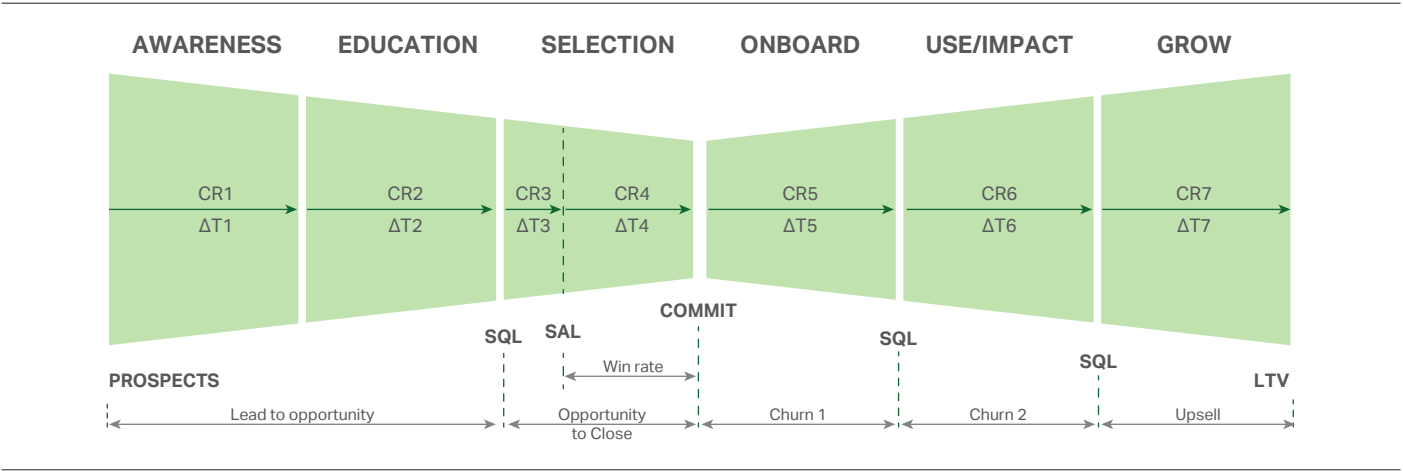 AWARENESS EDUCATION SELECTION ONBOARD USE/IMPACT GROW
CR1 CR2 CR3 CR4 CR5 CR6 CR7
ΔT1 ΔT2 ΔT3 ΔT4 ΔT5 ΔT6 ΔT7
COMMIT
SQL SAL SQL
SQL
Win rate
PROSPECTS LTV
Lead to opportunity Opportunity Churn 1 Churn 2 Upsell
to Close